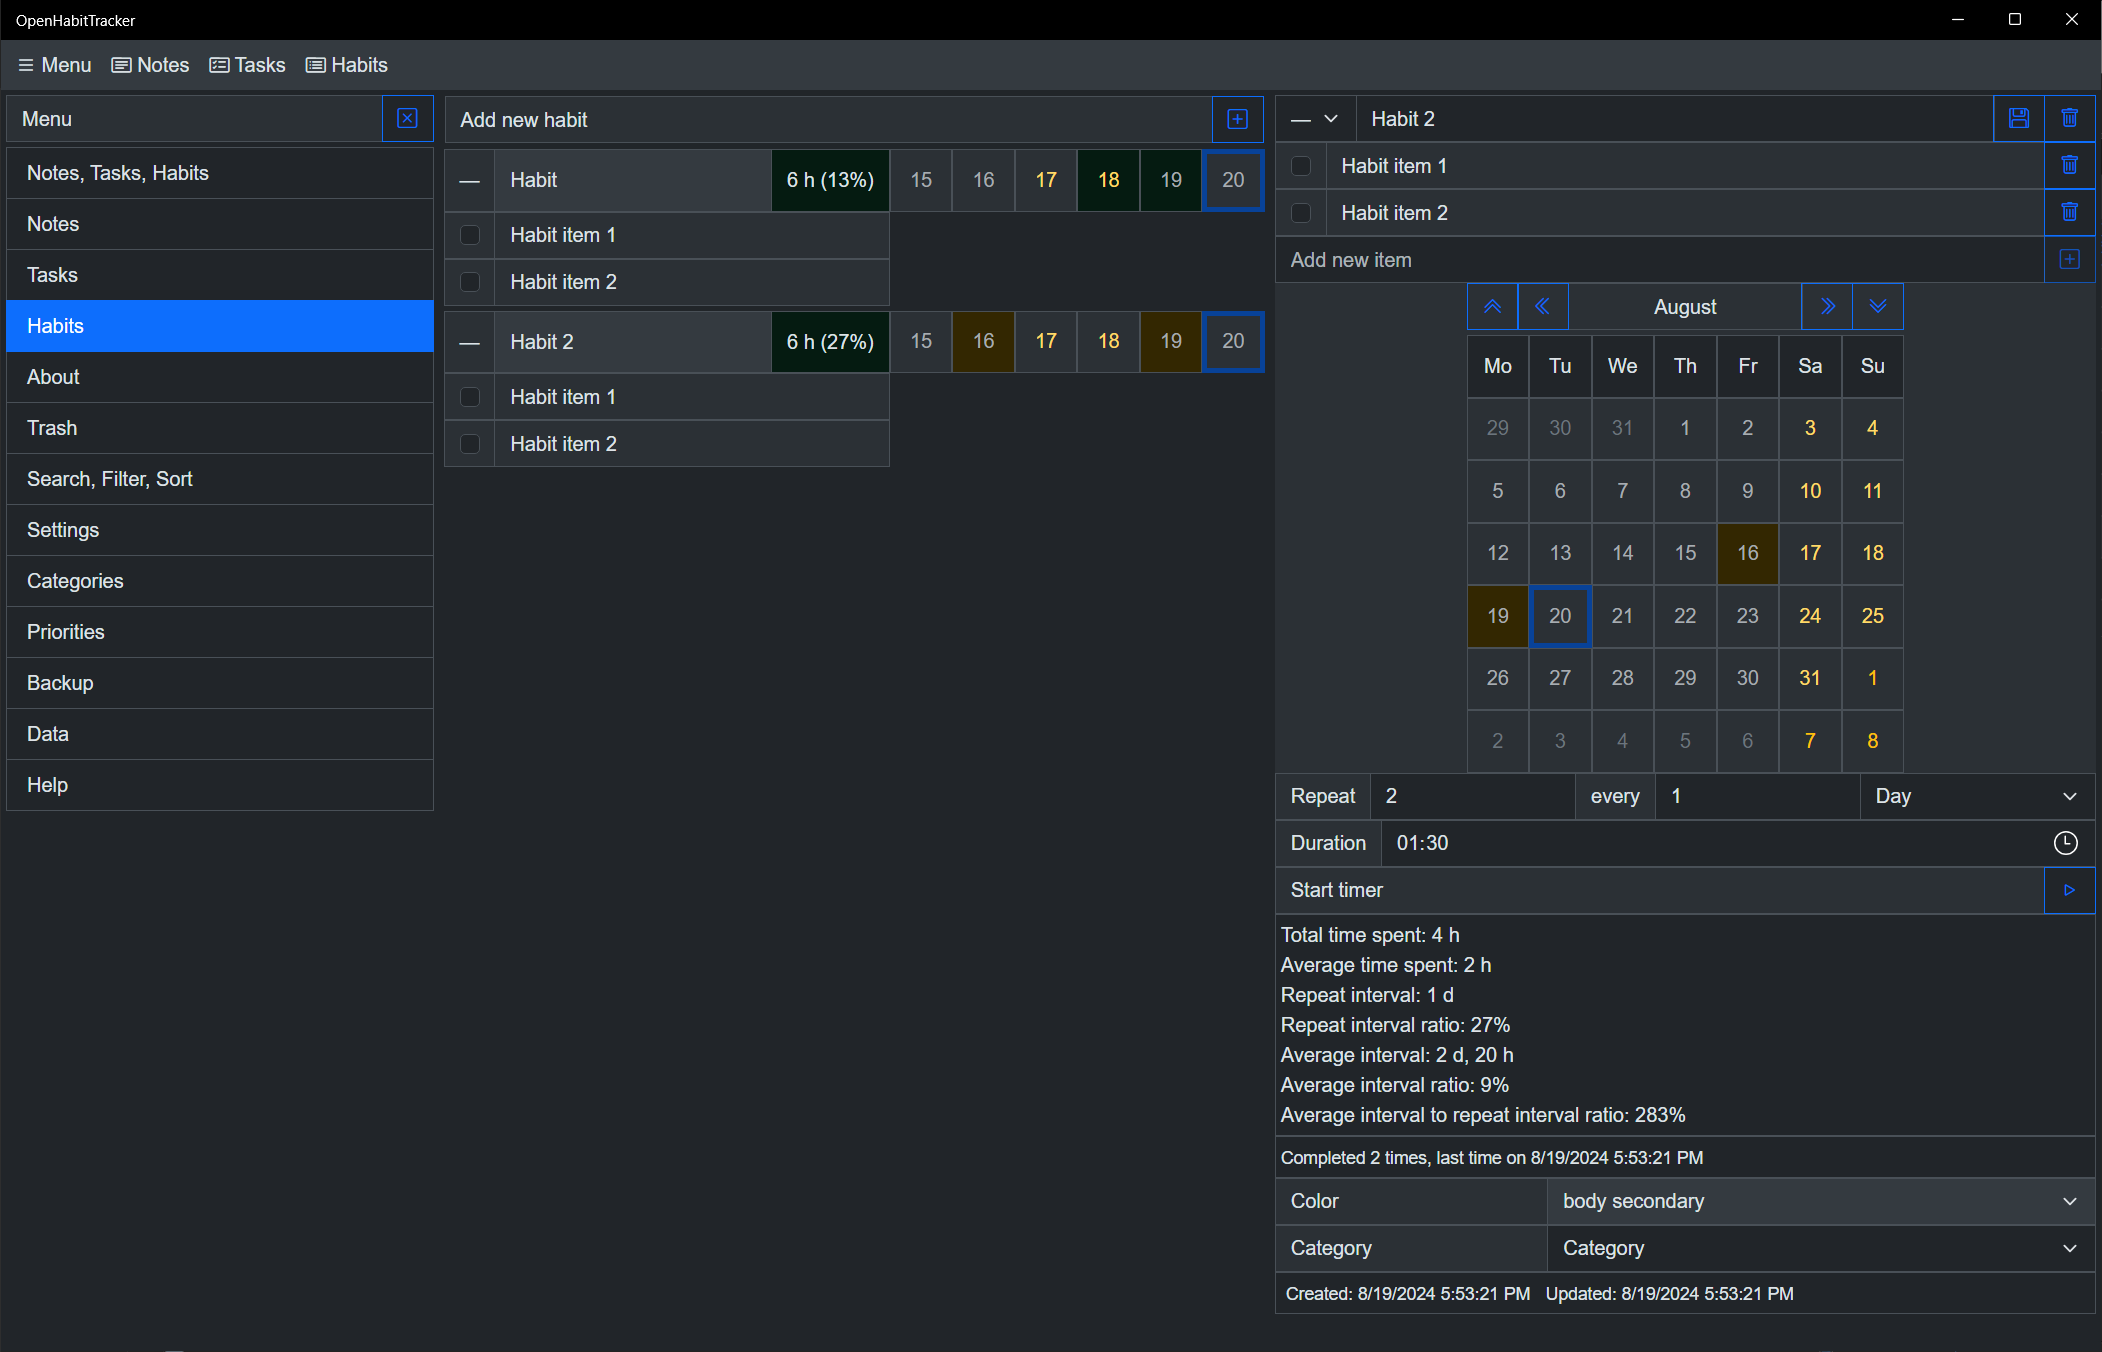 OpenHabitTracker
Menu Notes Tasks Habits
Menu
Notes, Tasks, Habits
Notes
Tasks
Habits
About
Trash
Search, Filter, Sort
Settings
Categories
Priorities
Backup
Data
Help
Add new habit
Habit 6 h (13%) 15 16 17 18 19 20
Habit item 1
Habit item 2
Habit 2 6 h (27%) 15 16 17 18 19 20
Habit item 1
Habit item 2
Habit 2
Habit item 1
Habit item 2
Add new item
August
Mo Tu We Th Fr Sa Su
29 30 31 1 2 3 4
5 6 7 8 9 10 11
12 13 14 15 16 17 18
19 20 21 22 23 24 25
26 27 28 29 30 31 1
2 3 4 5 6 7 8
Repeat 2 every 1 Day
Duration 01:30
Start timer
Total time spent: 4 h
Average time spent: 2 h
Repeat interval: 1 d
Repeat interval ratio: 27%
Average interval: 2 d, 20 h
Average interval ratio: 9%
Average interval to repeat interval ratio: 283%
Completed 2 times, last time on 8/19/2024 5:53:21 PM
Color body secondary
Category Category
Created: 8/19/2024 5:53:21 PM Updated: 8/19/2024 5:53:21 PM